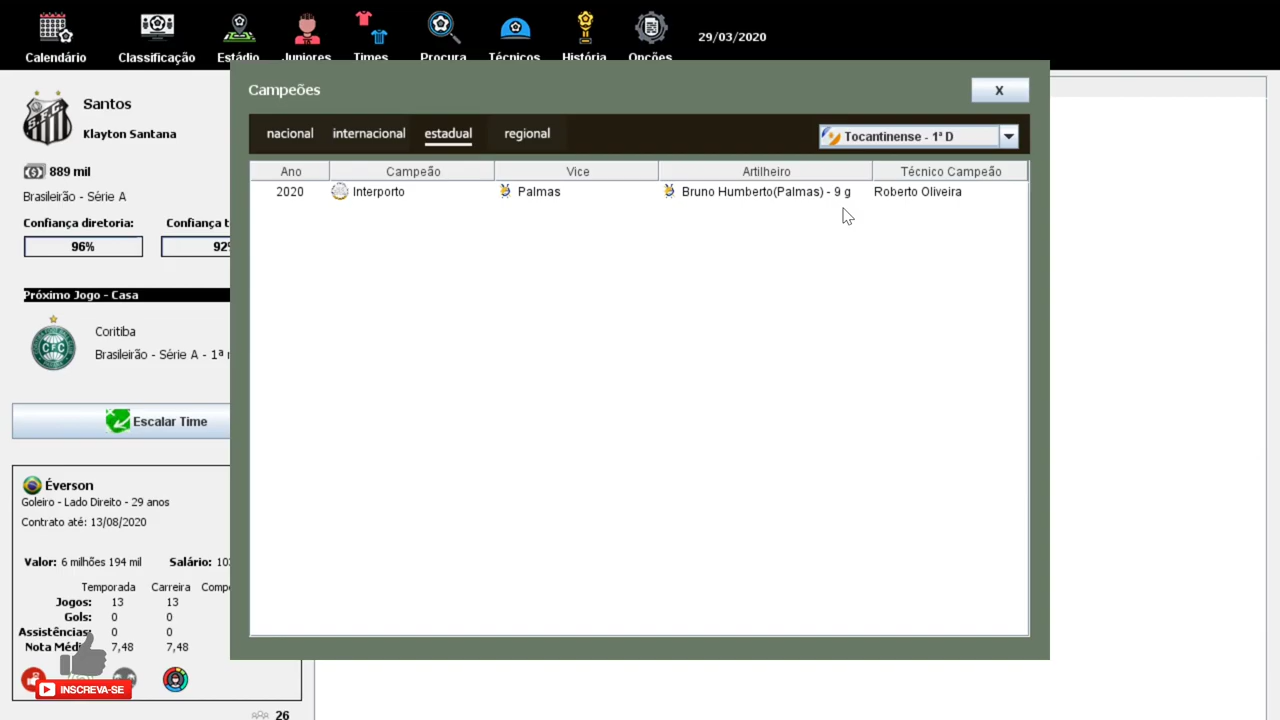 Calendário Classificação Estádio Juniores Times Procura Técnicos História Opções 29/03/2020
Santos
Klayton Santana
889 mil
Brasileirão - Série A
Confiança diretoria: Confiança
96% 92%
Próximo Jogo - Casa
Coritiba
Brasileirão - Série A - 1ª
Escalar Time
Éverson
Goleiro - Lado Direito - 29 anos
Contrato até: 13/08/2020
Valor: 6 milhões 194 mil Salário:
Temporada Carreira
Jogos: 13 13
Gols: 0 0
Assistências: 0 0
Nota Média 7,48 7,48
INSCREVA-SE
26
Campeões X
nacional internacional estadual regional Tocantinense - 1ª D
Ano Campeão Vice Artilheiro Técnico Campeão
2020 Interporto Palmas Bruno Humberto(Palmas) - 9 g Roberto Oliveira